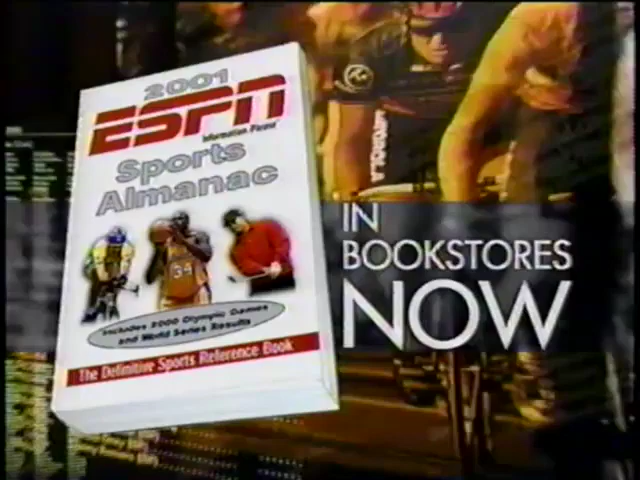 2001
ESPN
Information Please
Sports
Almanac
34
Includes 2000 Olympic Games
and World Series Results
The Definitive Sports Reference Book
IN
BOOKSTORES
NOW